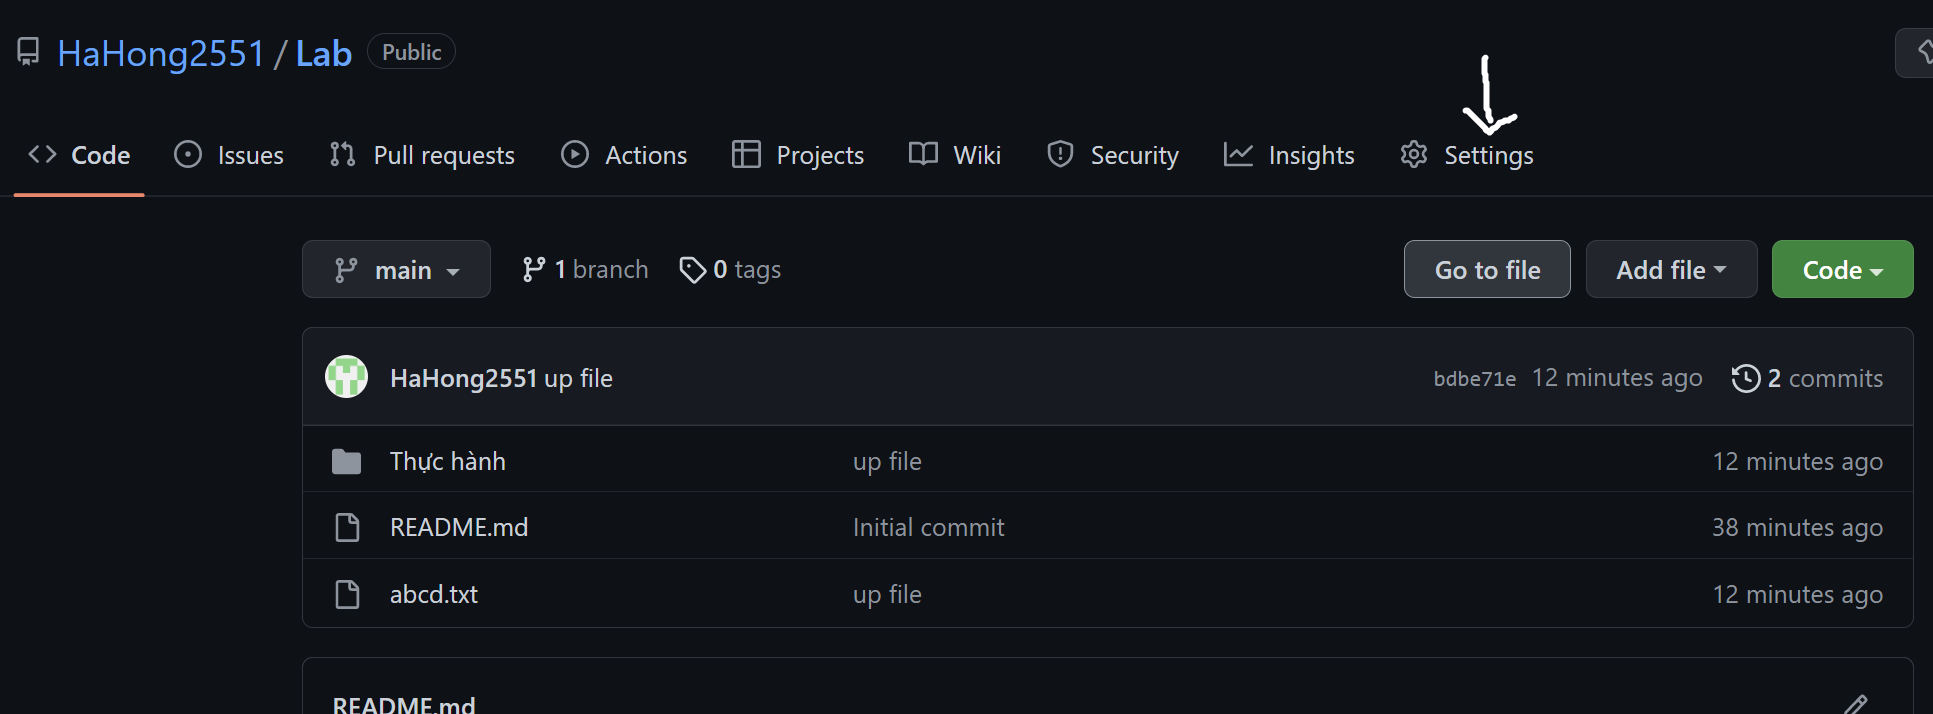 HaHong2551 / Lab Public
Code Issues Pull requests Actions Projects Wiki Security Insights Settings
main 1 branch 0 tags Go to file Add file Code
HaHong2551 up file bdbe71e 12 minutes ago 2 commits
Thực hành up file 12 minutes ago
README.md Initial commit 38 minutes ago
abcd.txt up file 12 minutes ago
README.md